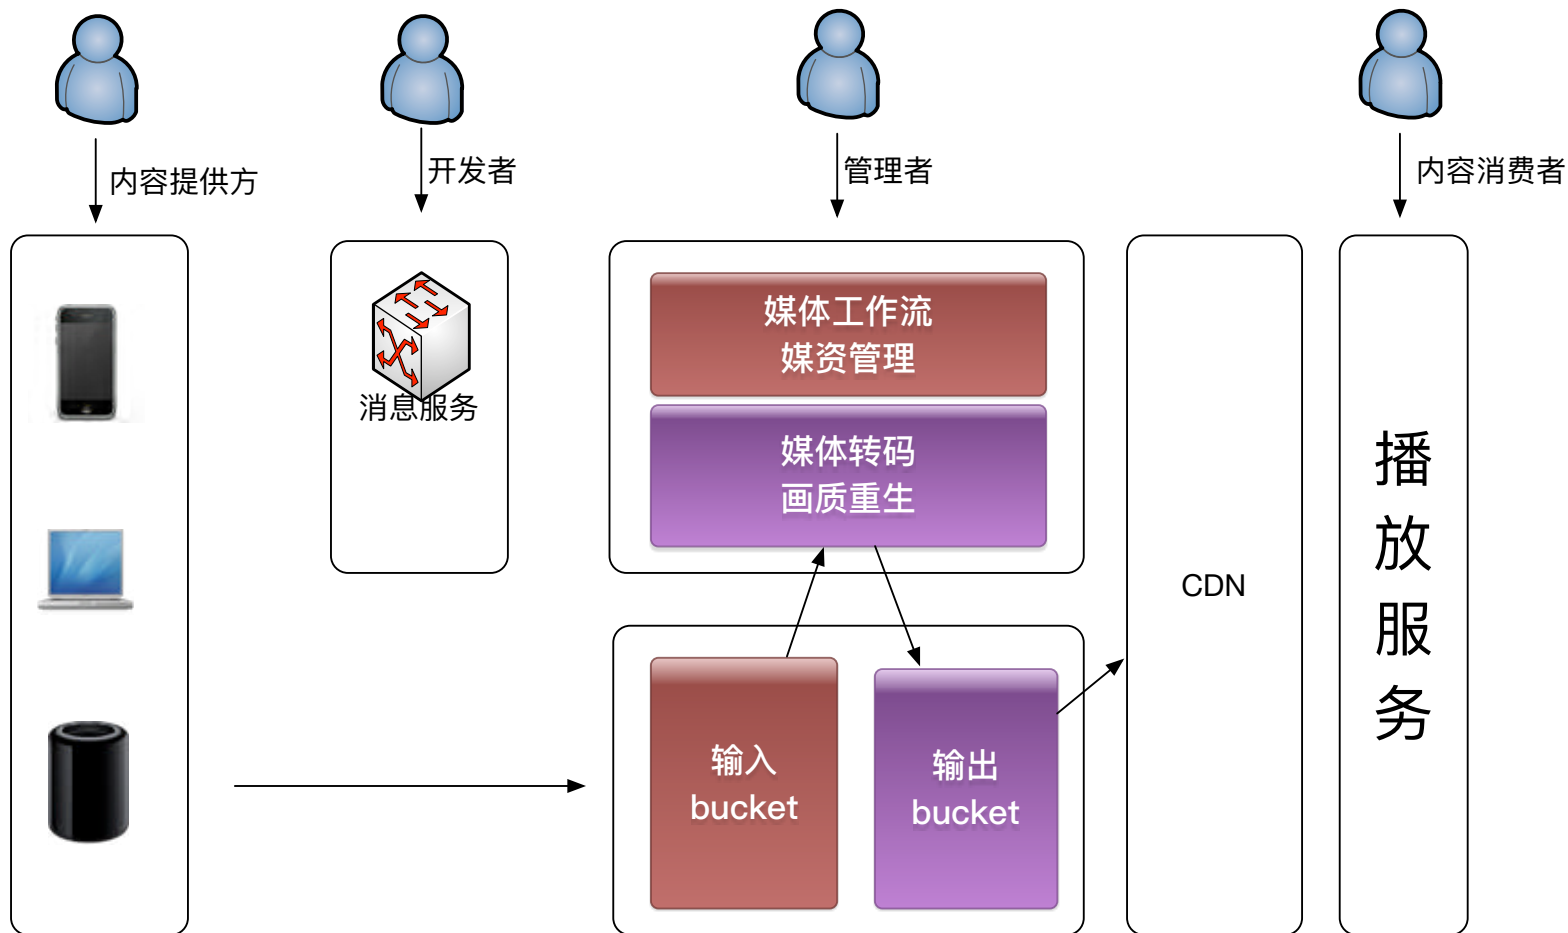 内容提供方
开发者
管理者
内容消费者
消息服务
媒体工作流
媒资管理
媒体转码
画质重生
输入
bucket
输出
bucket
CDN
播
放
服
务